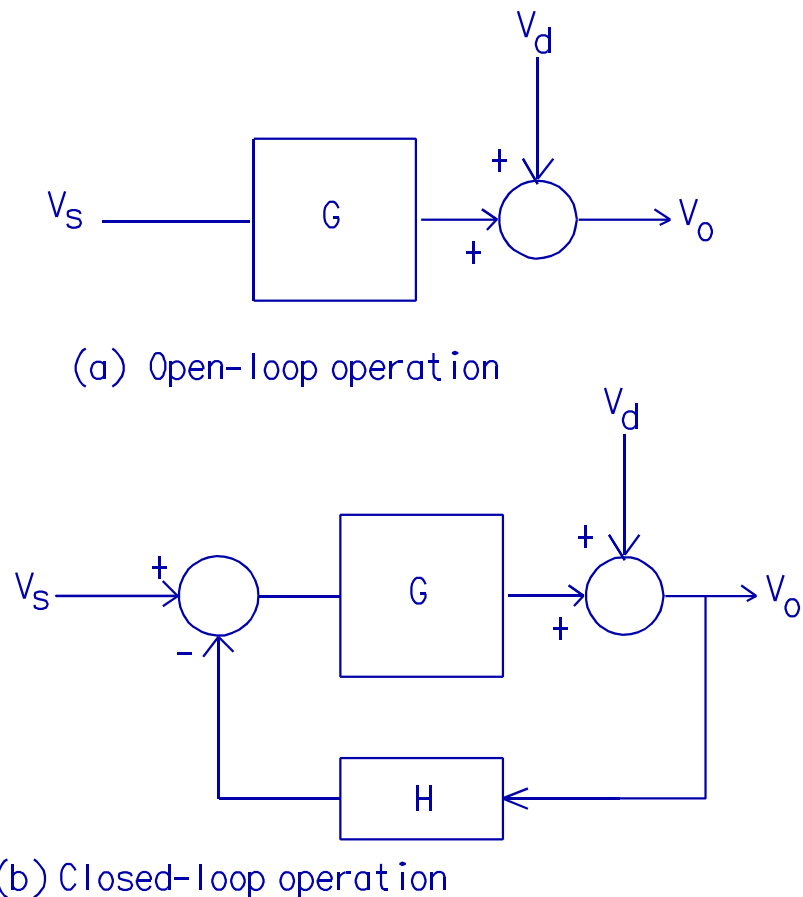 Vd
+
Vs
G
Vo
+
(a) Open-loop operation
Vd
+
+
Vs
G
Vo
+
-
H
(b) Closed-loop operation